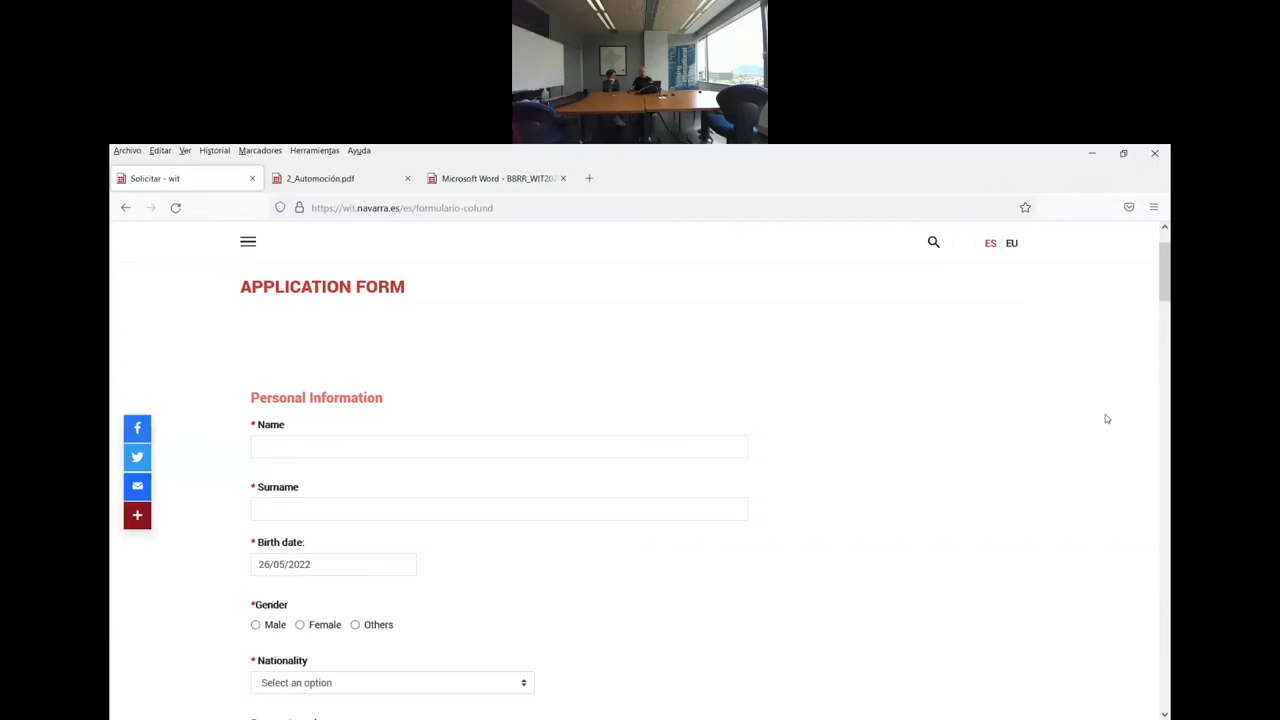 Archivo Editar Ver Historial Marcadores Herramientas Ayuda
Solicitar - wit
2_Automoción.pdf
Microsoft Word - BBRR_WIT20
https://wit.navarra.es/es/formulario-cofund
ES EU
APPLICATION FORM
Personal Information
* Name
* Surname
* Birth date:
26/05/2022
*Gender
Male Female Others
* Nationality
Select an option